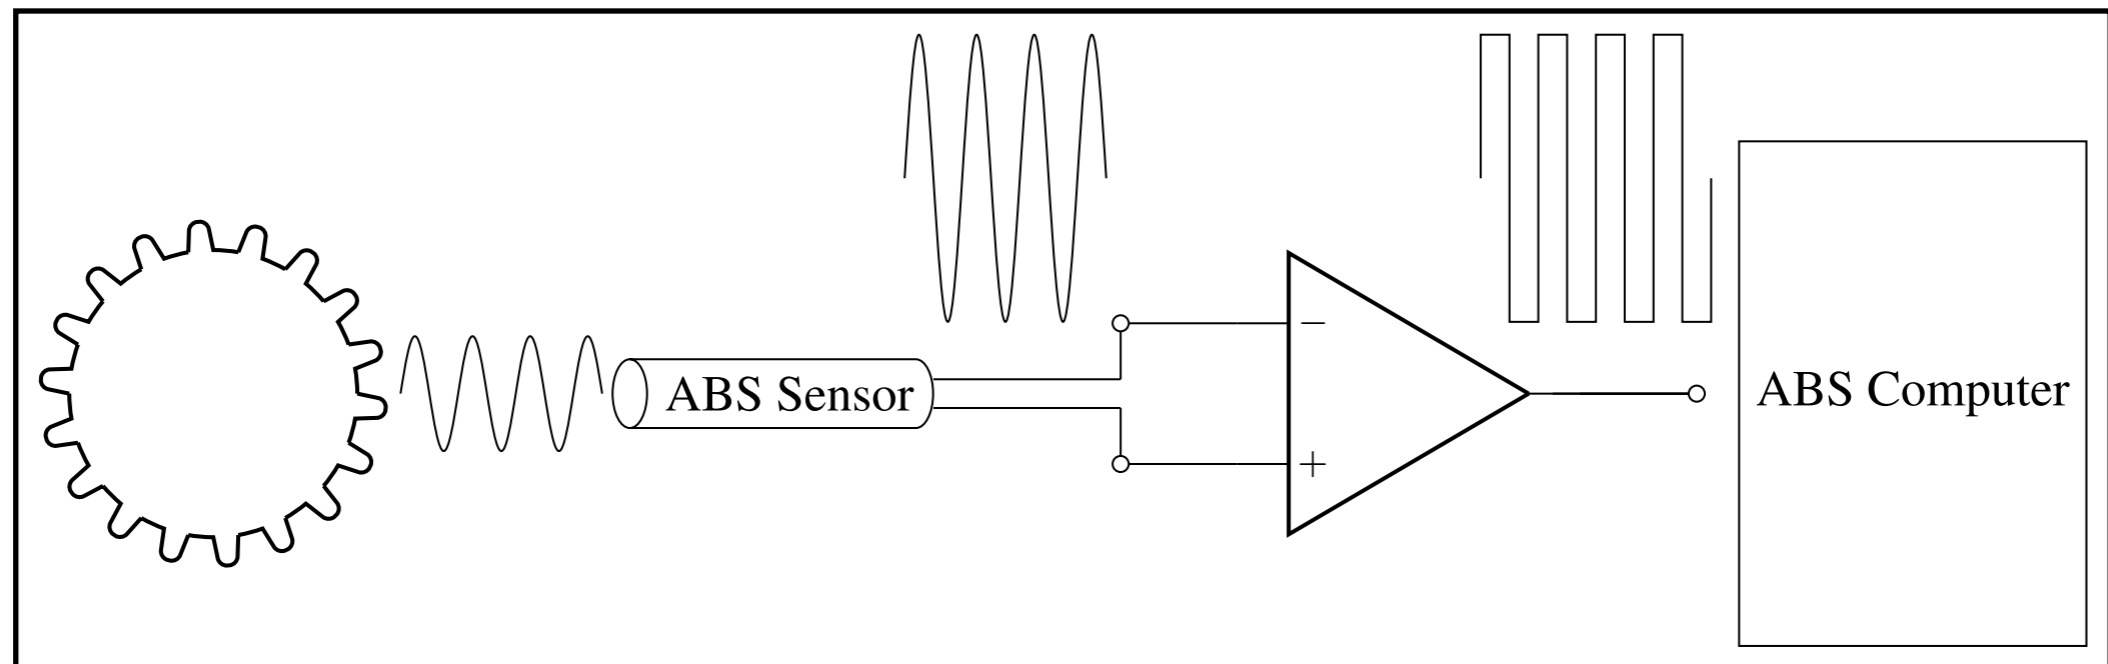 ABS Sensor
−
+
ABS Computer